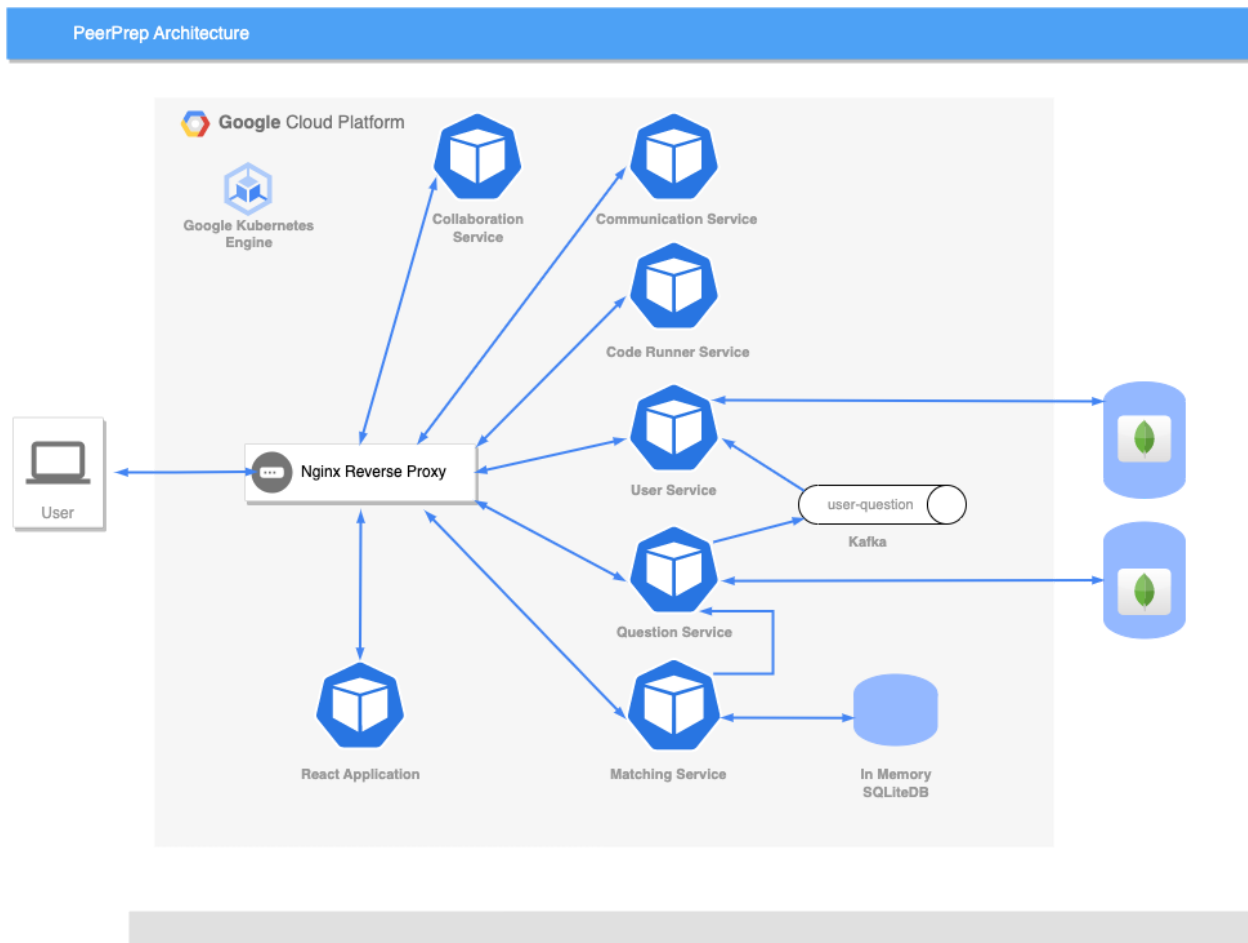 PeerPrep Architecture
Google Cloud Platform
Google Kubernetes
Engine
Collaboration
Service
Communication Service
Code Runner Service
User
Nginx Reverse Proxy
User Service
user-question
Kafka
Question Service
React Application
Matching Service
In Memory
SQLiteDB